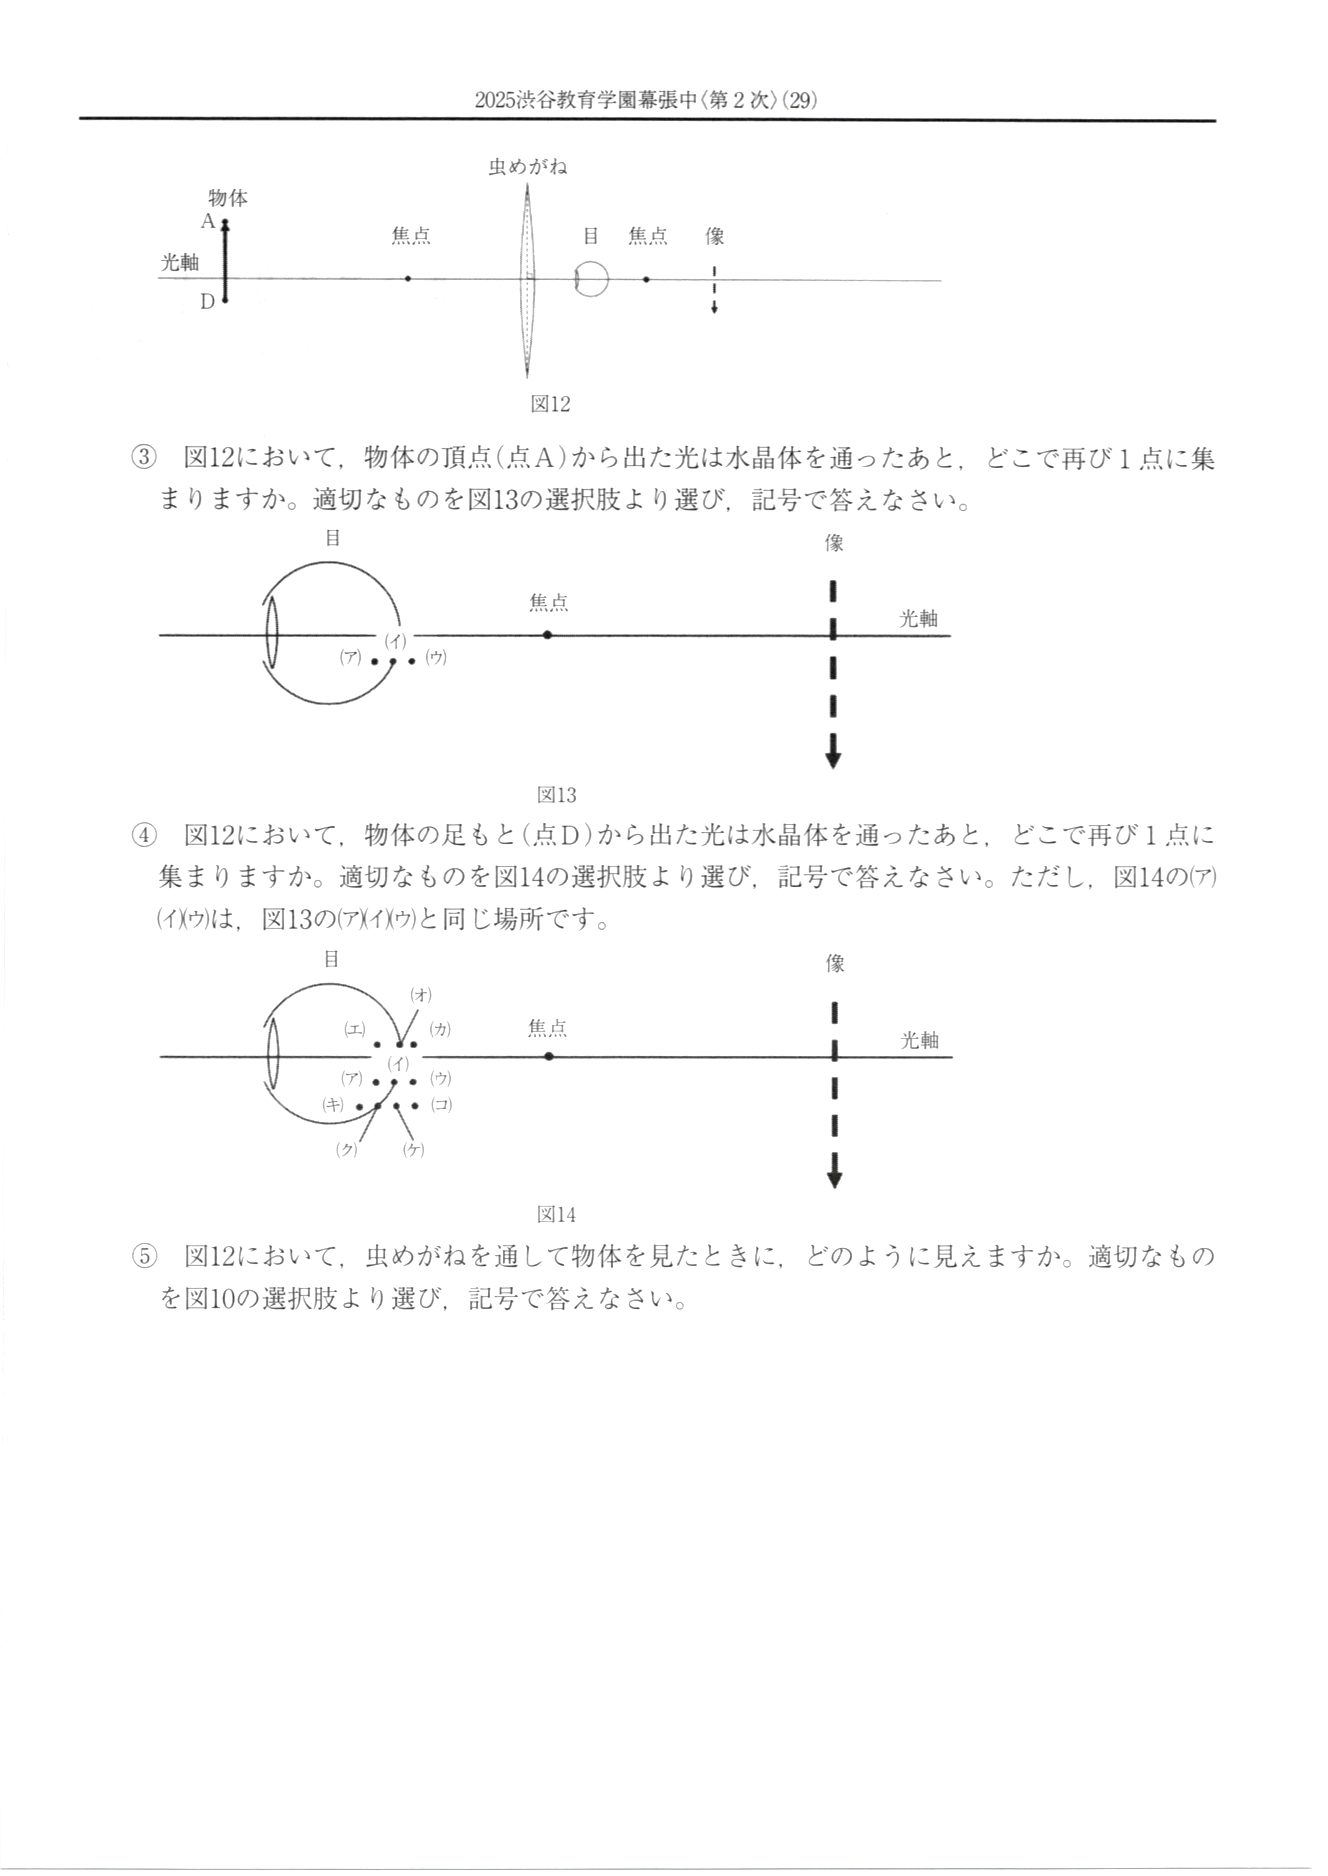 2025渋谷教育学園幕張中〈第2次〉(29)
虫めがね
物体
A
焦点
目
焦点
像
光軸
D
図12
③ 図12において，物体の頂点(点A)から出た光は水晶体を通ったあと，どこで再び1点に集
まりますか。適切なものを図13の選択肢より選び，記号で答えなさい。
目
像
焦点
光軸
(イ)
(ア)
(ウ)
図13
④ 図12において，物体の足もと(点D)から出た光は水晶体を通ったあと，どこで再び1点に
集まりますか。適切なものを図14の選択肢より選び，記号で答えなさい。ただし，図14の(ア)
(イ)(ウ)は，図13の(ア)(イ)(ウ)と同じ場所です。
目
像
(オ)
(エ)
(カ)
焦点
光軸
(イ)
(ア)
(ウ)
(キ)
(コ)
(ク)
(ケ)
図14
⑤ 図12において，虫めがねを通して物体を見たときに，どのように見えますか。適切なもの
を図10の選択肢より選び，記号で答えなさい。